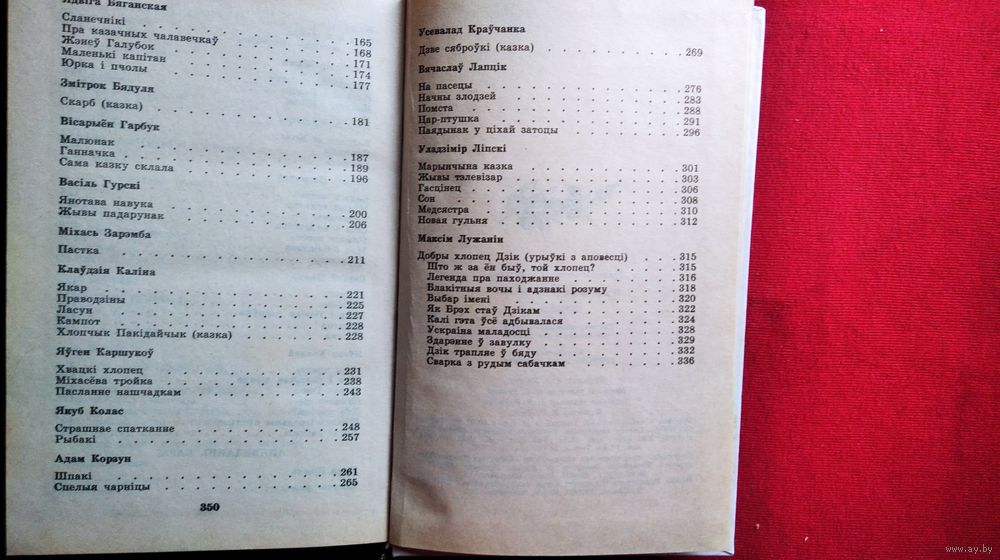 Ядвіга Бяганская
Сланечнікі . . . . . . . . . . 165
Пра казачных чалавечкаў . . . . . . 168
Жэнеў Галубок . . . . . . . . 171
Маленькі капітан . . . . . . . . 174
Юрка і пчолы . . . . . . . . 177
Змітрок Бядуля
Скарб (казка) . . . . . . . . 181
Вісарыён Гарбук
Малюнак . . . . . . . . . . 187
Ганначка . . . . . . . . . . 189
Сама казку склала . . . . . . . . 196
Васіль Гурскі
Янотава навука . . . . . . . . 200
Жывы падарунак . . . . . . . . 206
Міхась Зарэмба
Пастка . . . . . . . . . . 211
Клаўдзія Каліна
Якар . . . . . . . . . . 221
Праводзіны . . . . . . . . . . 225
Ласун . . . . . . . . . . 227
Кампот . . . . . . . . . . 228
Хлопчык Пакідайчык (казка) . . . . . . 228
Яўген Каршукоў
Хвацкі хлопец . . . . . . . . 231
Міхасёва тройка . . . . . . . . 238
Пасланне нашчадкам . . . . . . . . 243
Якуб Колас
Страшнае спатканне . . . . . . . . 248
Рыбакі . . . . . . . . . . 257
Адам Корзун
Шпакі . . . . . . . . . . 261
Спелыя чарніцы . . . . . . . . 265
350
Усевалад Краўчанка
Дзве сяброўкі (казка) . . . . . . . 269
Вячаслаў Лапцік
На пасецы . . . . . . . . . . 276
Начны злодзей . . . . . . . . 283
Помста . . . . . . . . . . 288
Цар-птушка . . . . . . . . . . 291
Паядынак у ціхай затоцы . . . . . . 296
Уладзімір Ліпскі
Марынчына казка . . . . . . . . 301
Жывы тэлевізар . . . . . . . . 303
Гасцінец . . . . . . . . . . 306
Сон . . . . . . . . . . 308
Медсястра . . . . . . . . . . 310
Новая гульня . . . . . . . . 312
Максім Лужанін
Добры хлопец Дзік (урыўкі з аповесці) . . . 315
Што ж за ён быў, той хлопец? . . . . 315
Легенда пра паходжанне . . . . . . 316
Блакітныя вочы і адзнакі розуму . . . . 318
Выбар імені . . . . . . . . 320
Як Брэх стаў Дзікам . . . . . . . 322
Калі гэта ўсё адбывалася . . . . . . 324
Ускраіна маладосці . . . . . . . 328
Здарэнне ў завулку . . . . . . . 329
Дзік трапляе ў бяду . . . . . . . 332
Сварка з рудым сабачкам . . . . . . 336
www.ay.by